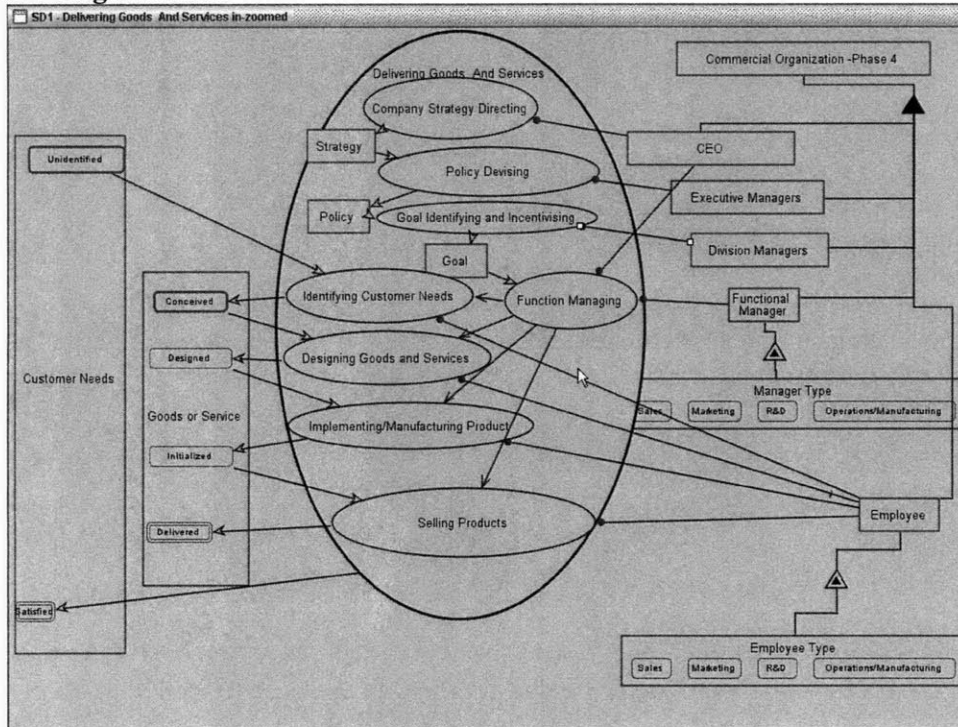 SD1 - Delivering Goods And Services in-zoomed
Delivering Goods And Services
Commercial Organization -Phase 4
Company Strategy Directing
Strategy
CEO
Unidentified
Policy Devising
Executive Managers
Policy
Goal Identifying and Incentivising
Division Managers
Goal
Conceived
Identifying Customer Needs
Function Managing
Functional
Manager
Designed
Designing Goods and Services
Customer Needs
Manager Type
Goods or Service
Sales
Marketing
R&D
Operations/Manufacturing
Implementing/Manufacturing Product
Initialized
Selling Products
Employee
Delivered
Satisfied
Employee Type
Sales
Marketing
R&D
Operations/Manufacturing